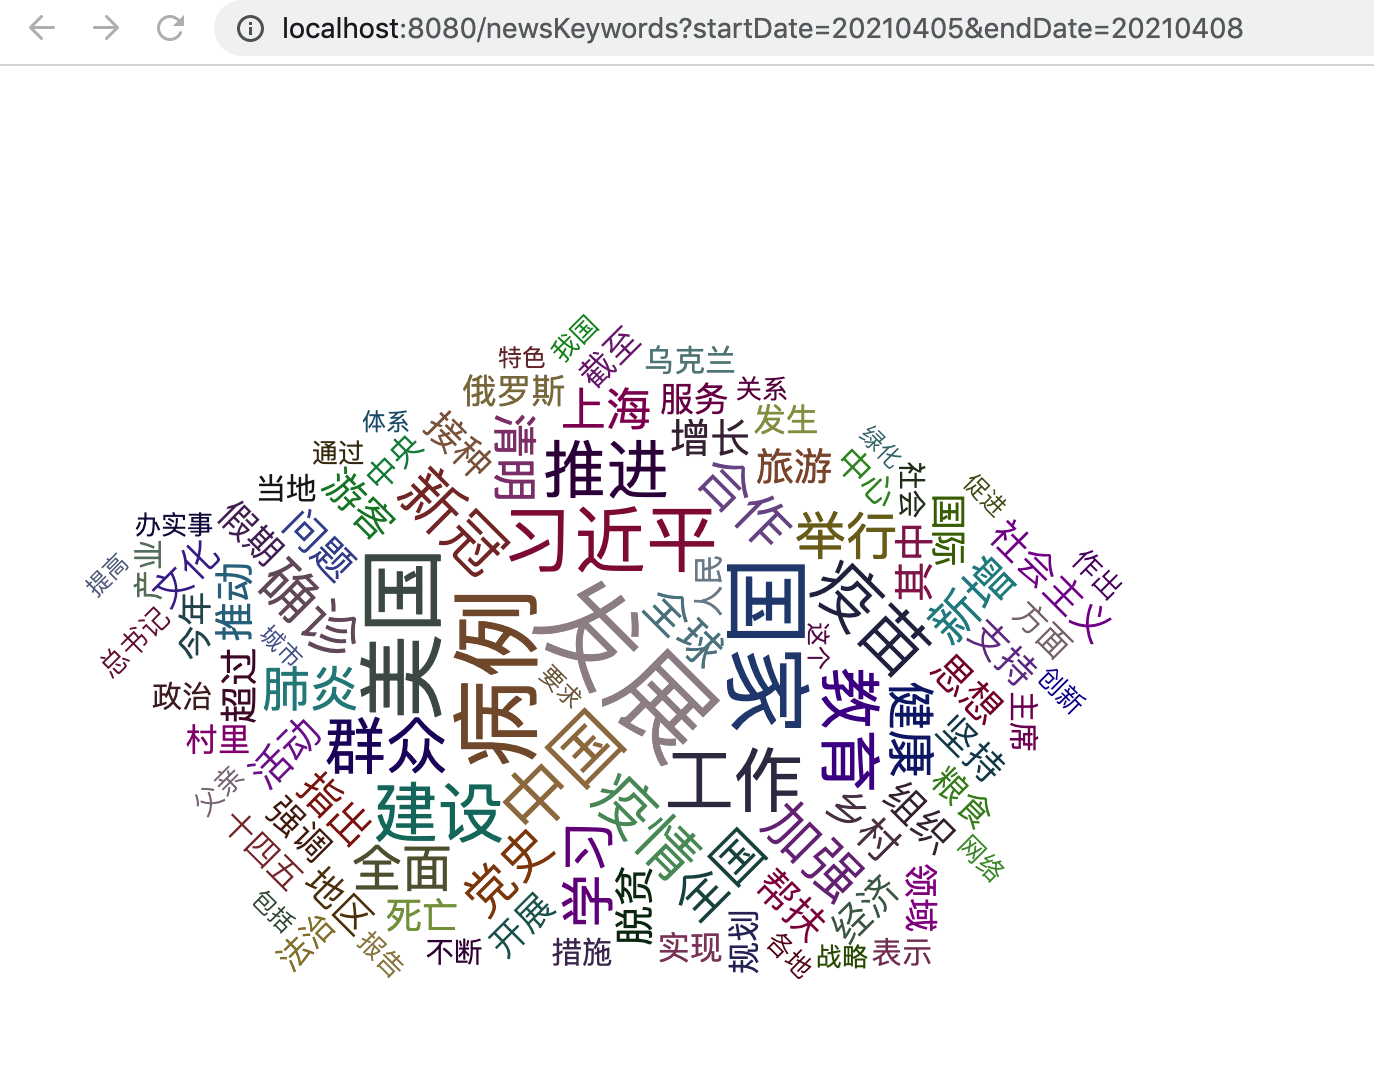 localhost:8080/newsKeywords?startDate=20210405&endDate=20210408
我国
截至
特色
乌克兰
俄罗斯
上海
服务
关系
体系
接种
清明
增长
发生
通过
中央
推进
合作
旅游
中心
绿化
社会
当地
游客
新冠
习近平
举行
中宣
国际
促进
办实事
假期
问题
社会主义
作出
提高
产业
文化
推动
确诊
美国
病例
发展
全球
人民
国家
疫苗
新增
方面
总书记
今年
城市
这个
支持
创新
政治
超过
肺炎
要求
教育
健康
思想
主席
村里
活动
群众
中国
工作
坚持
父亲
指出
建设
疫情
加强
乡村
组织
粮食
网络
十四五
强调
全面
党史
学习
全国
帮扶
经济
领域
包括
地区
死亡
开展
脱贫
法治
报告
不断
措施
实现
规划
各地
战略
表示